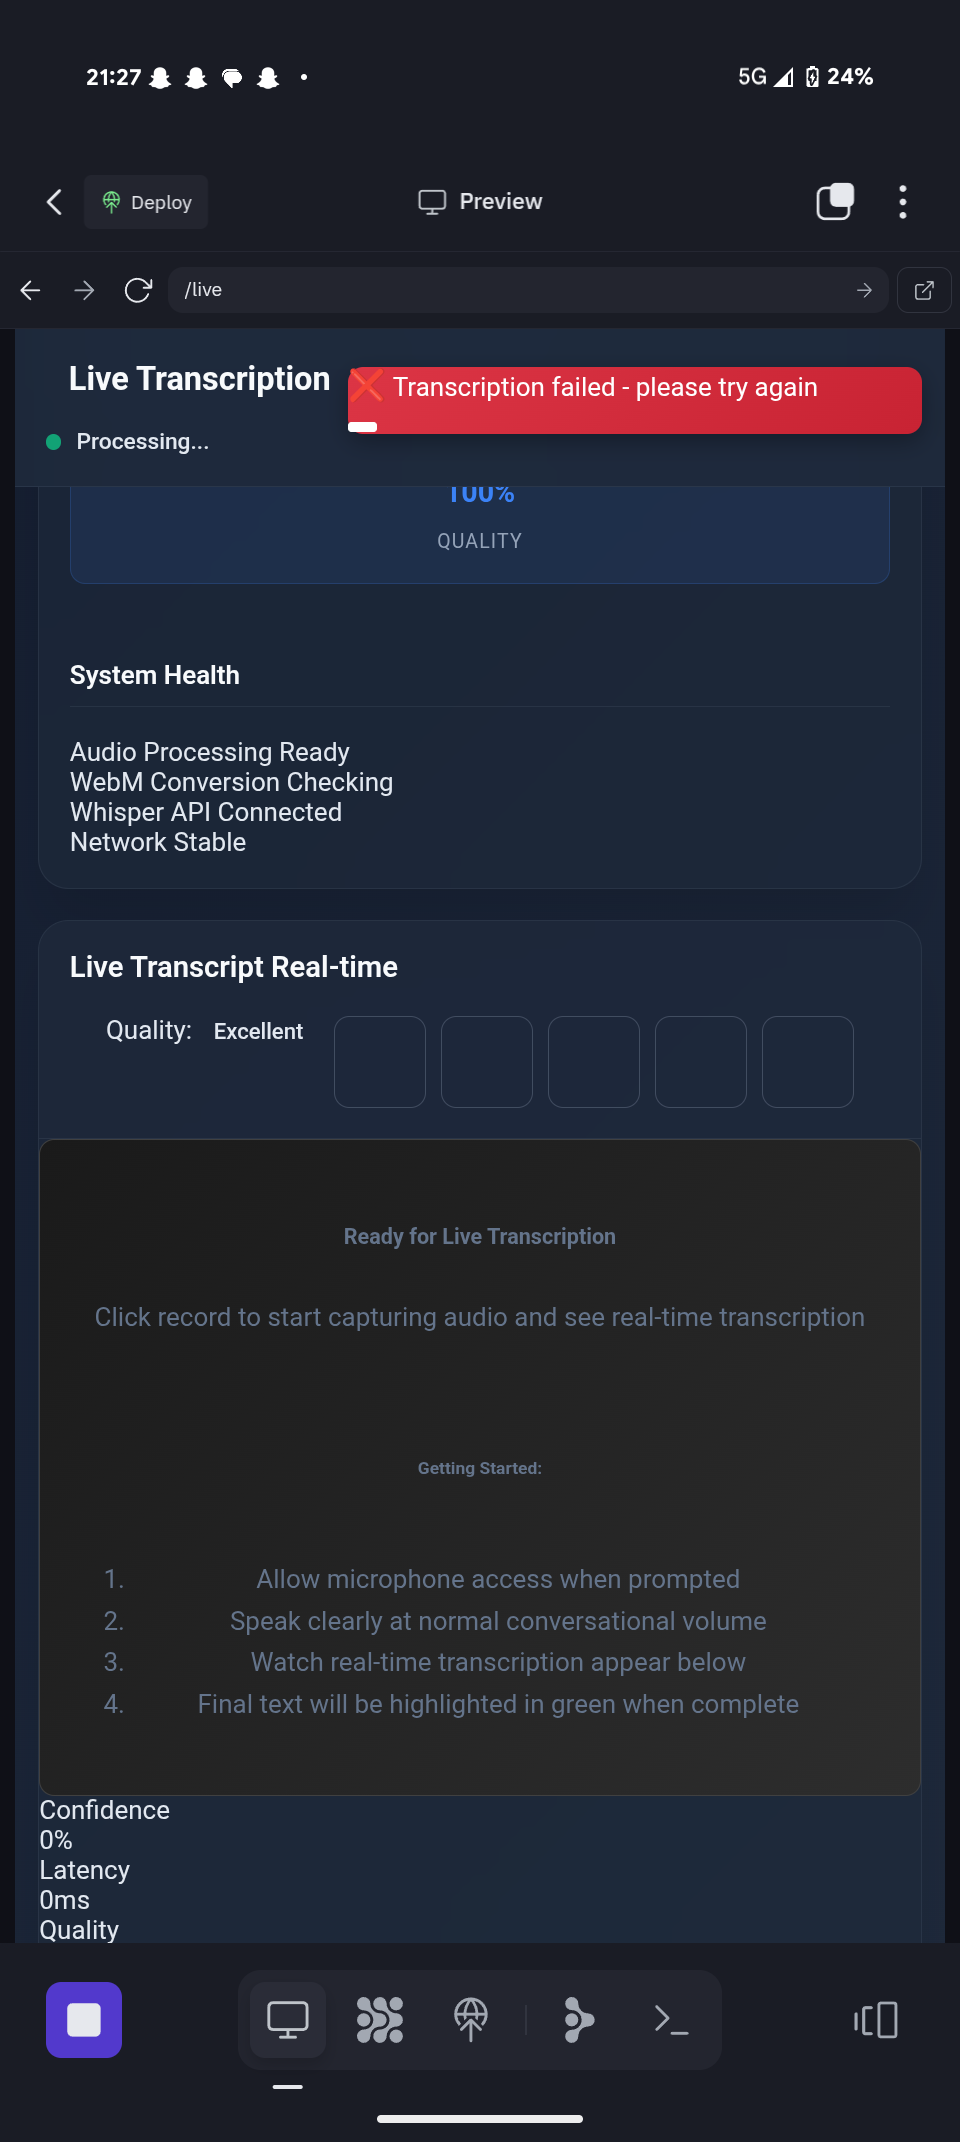 21:27
5G 24%
Deploy
Preview
/live
Live Transcription
❌ Transcription failed - please try again
Processing...
100%
QUALITY
System Health
Audio Processing Ready
WebM Conversion Checking
Whisper API Connected
Network Stable
Live Transcript Real-time
Quality: Excellent
Ready for Live Transcription
Click record to start capturing audio and see real-time transcription
Getting Started:
1. Allow microphone access when prompted
2. Speak clearly at normal conversational volume
3. Watch real-time transcription appear below
4. Final text will be highlighted in green when complete
Confidence
0%
Latency
0ms
Quality